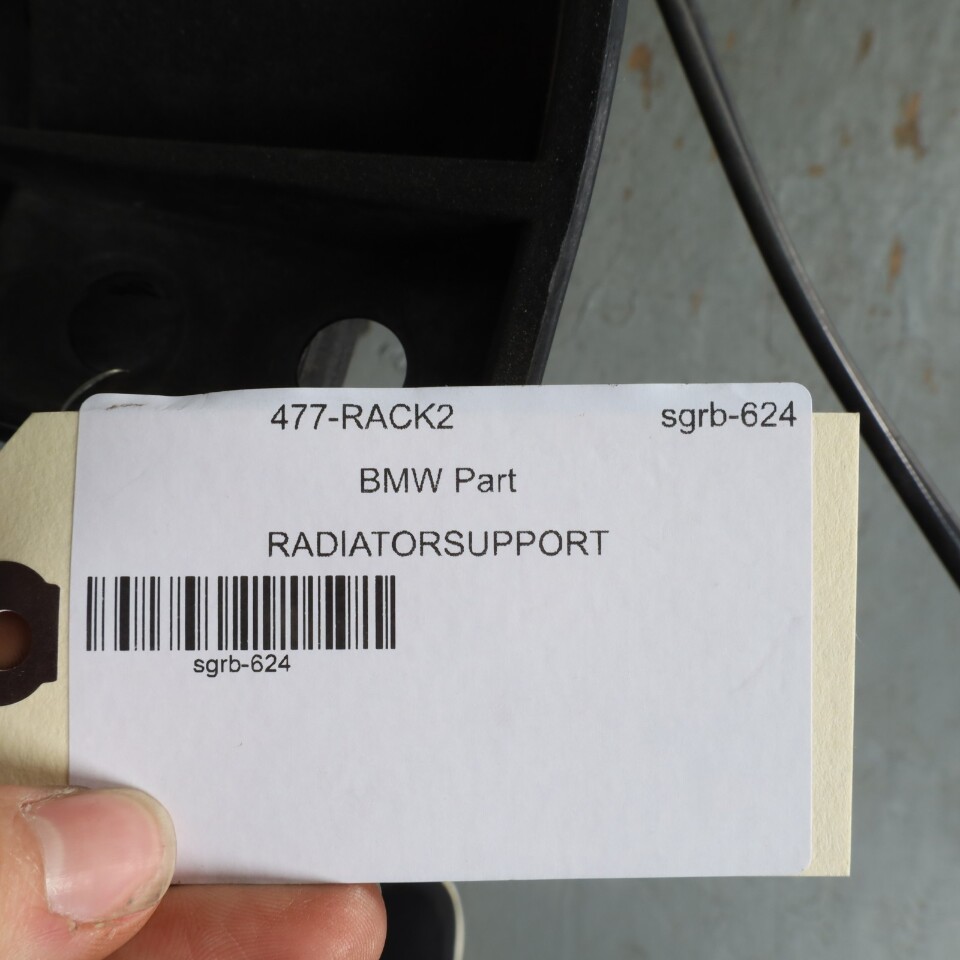 477-RACK2 sgrb-624
BMW Part
RADIATORSUPPORT
sgrb-624